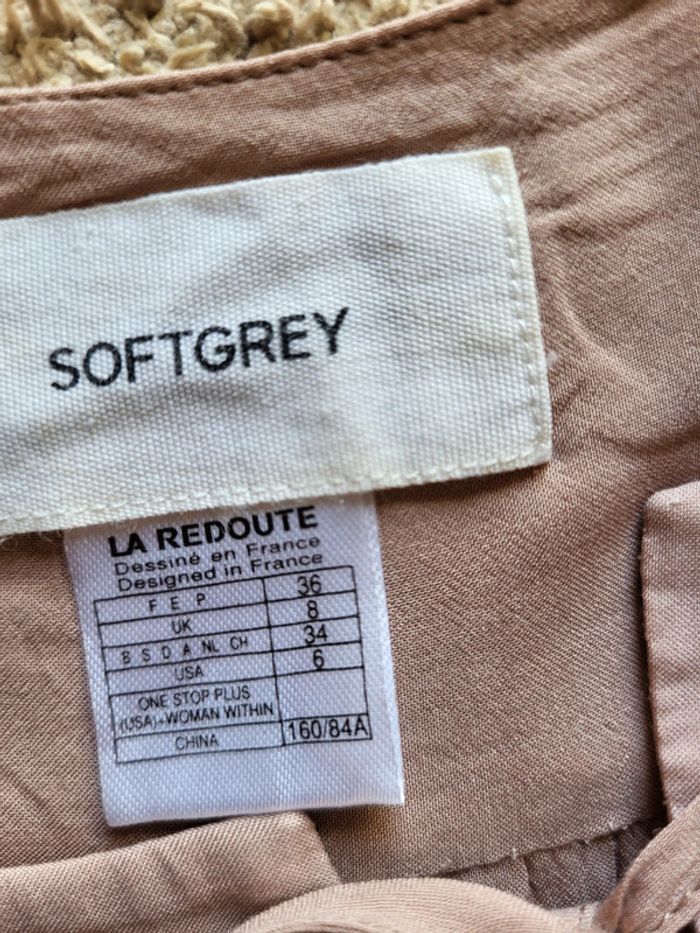 SOFTGREY
LA REDOUTE
Dessiné en France
Designed in France
F E P 36
UK 8
B S D A NL CH 34
USA 6
ONE STOP PLUS
(USA)+WOMAN WITHIN
CHINA 160/84A